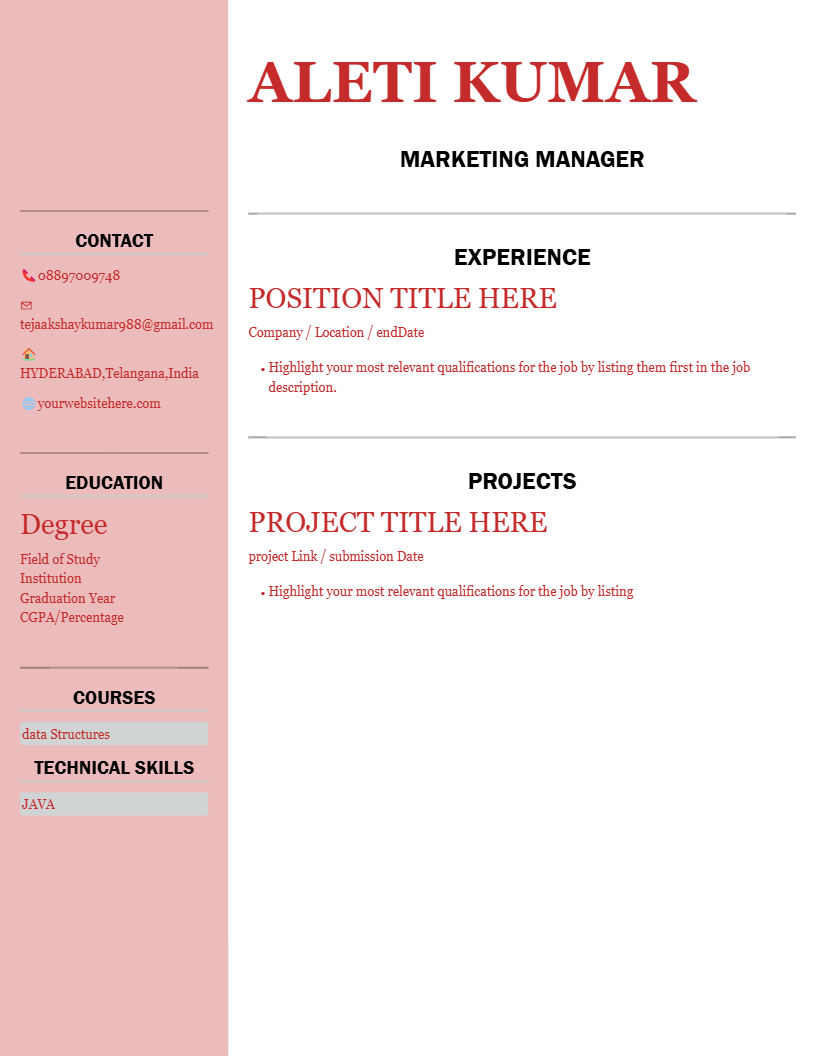 ALETI KUMAR
MARKETING MANAGER
CONTACT
08897009748
tejaakshaykumar988@gmail.com
HYDERABAD,Telangana,India
yourwebsitehere.com
EDUCATION
Degree
Field of Study
Institution
Graduation Year
CGPA/Percentage
COURSES
data Structures
TECHNICAL SKILLS
JAVA
EXPERIENCE
POSITION TITLE HERE
Company / Location / endDate
• Highlight your most relevant qualifications for the job by listing them first in the job
description.
PROJECTS
PROJECT TITLE HERE
project Link / submission Date
• Highlight your most relevant qualifications for the job by listing